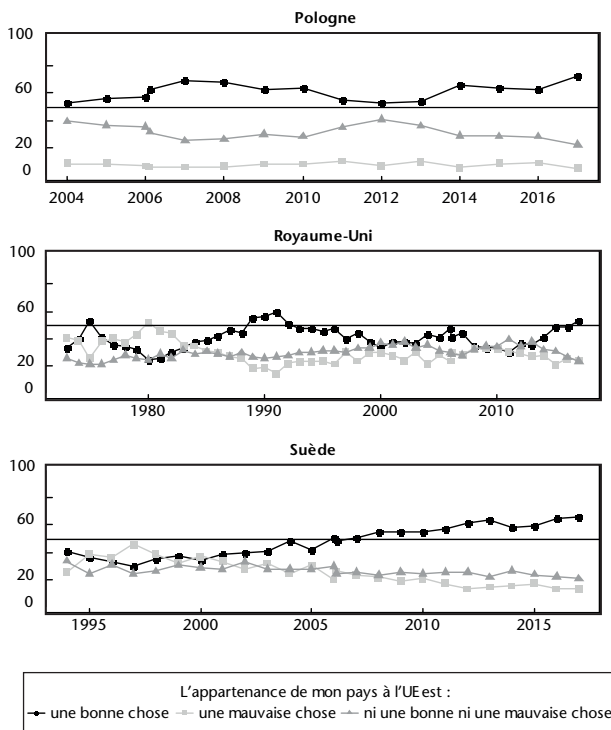 Pologne
100
60
20
0
2004 2006 2008 2010 2012 2014 2016
Royaume-Uni
100
60
20
0
1980 1990 2000 2010
Suède
100
60
20
0
1995 2000 2005 2010 2015
L'appartenance de mon pays à l'UE est :
une bonne chose une mauvaise chose ni une bonne ni une mauvaise chose